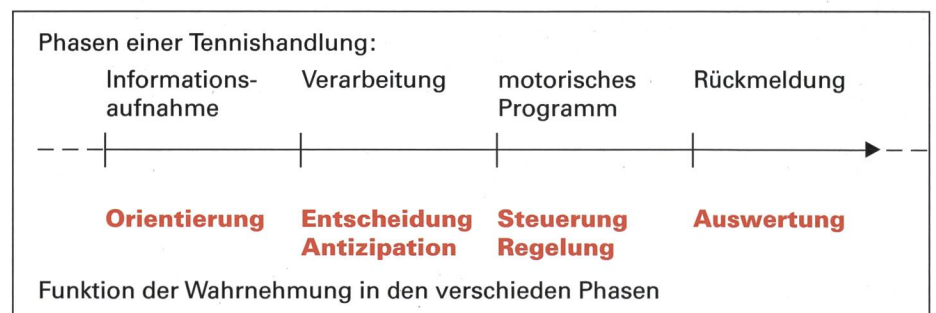 Phasen einer Tennishandlung:
Informations- Verarbeitung motorisches Rückmeldung
aufnahme Programm
Orientierung Entscheidung Steuerung Auswertung
Antizipation Regelung
Funktion der Wahrnehmung in den verschieden Phasen